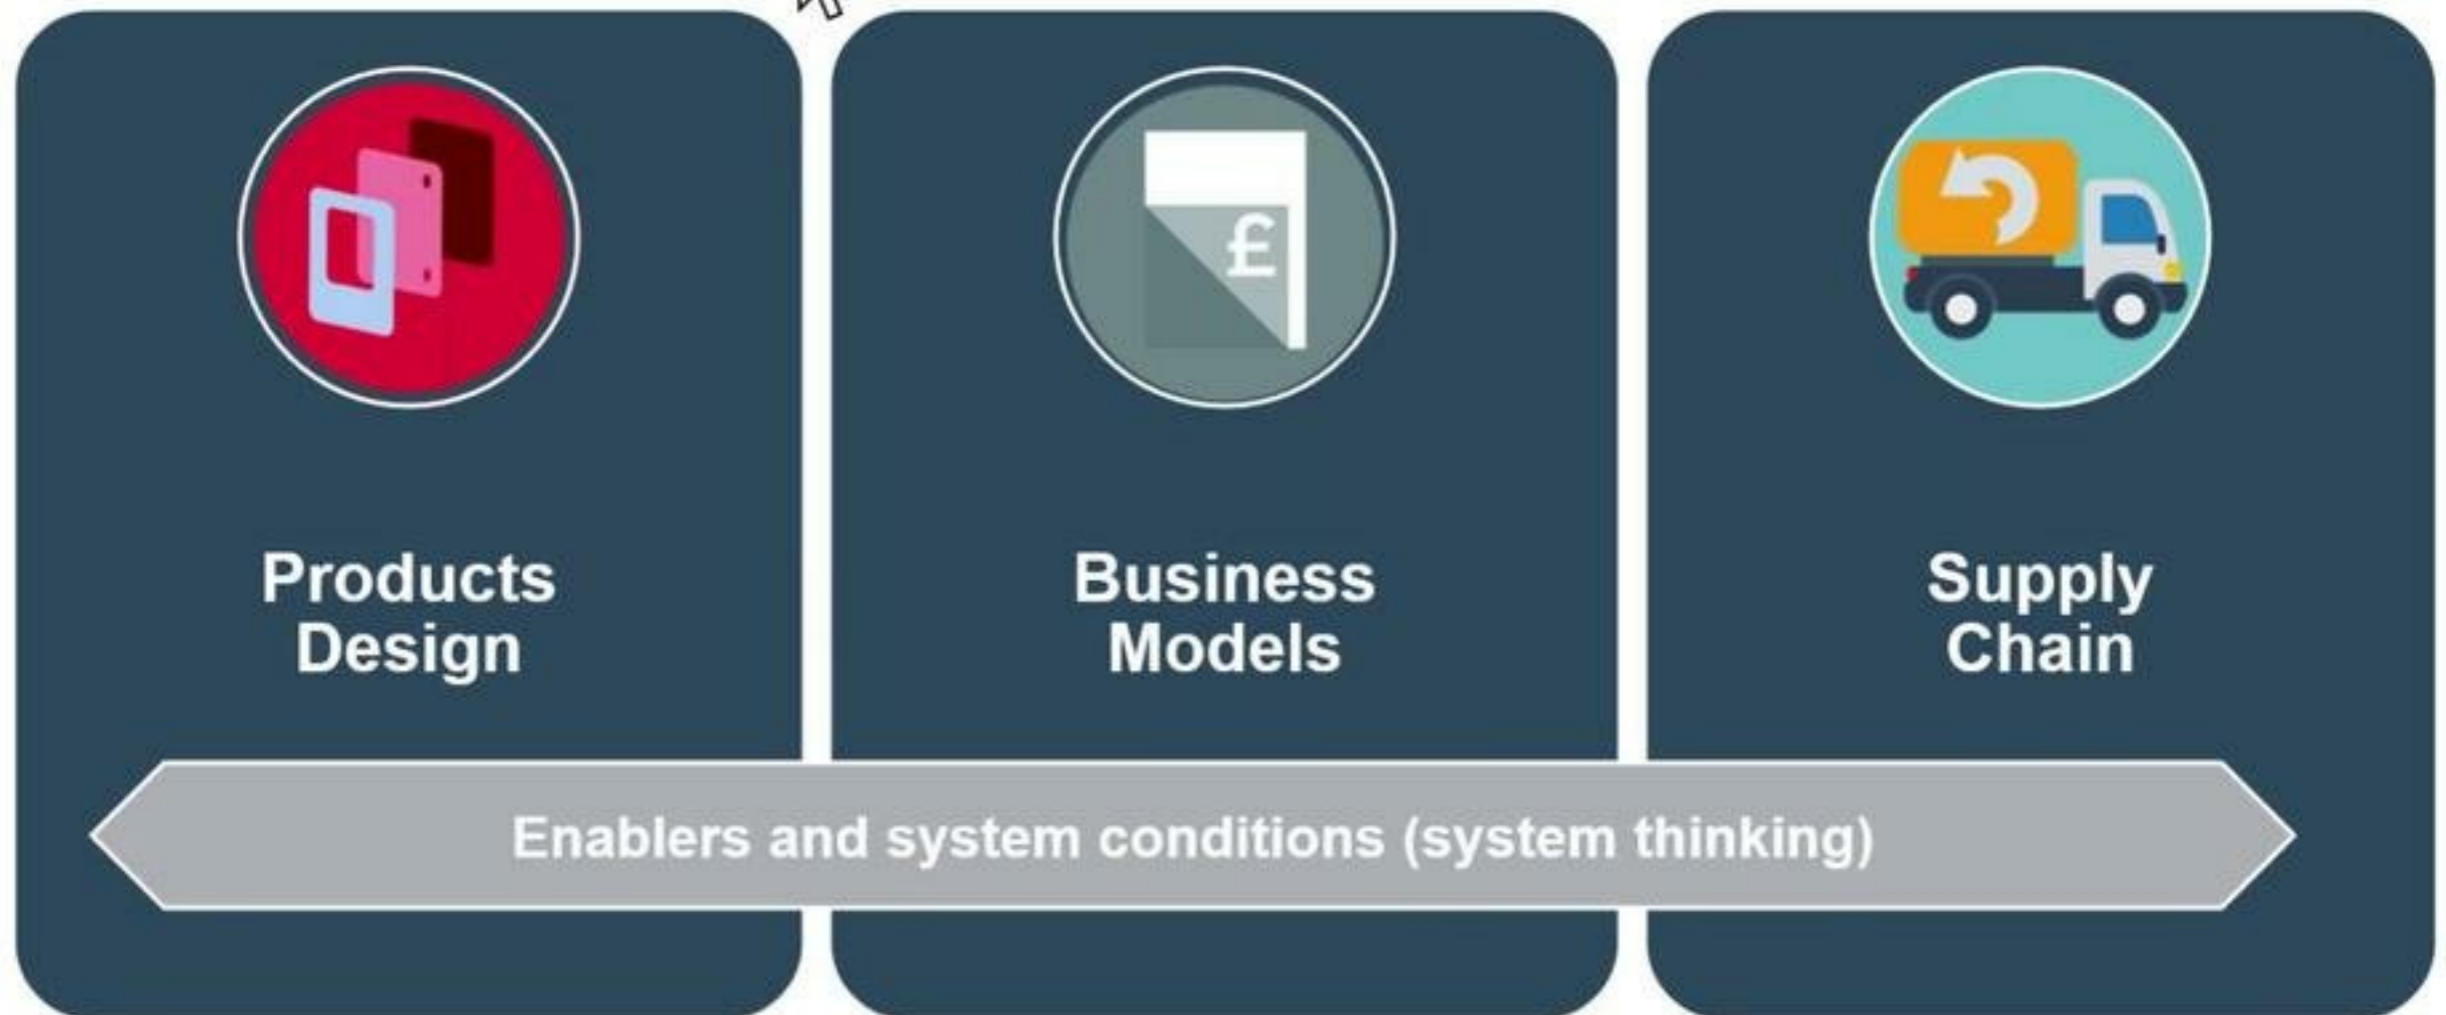 £
Products
Design
Business
Models
Supply
Chain
Enablers and system conditions (system thinking)